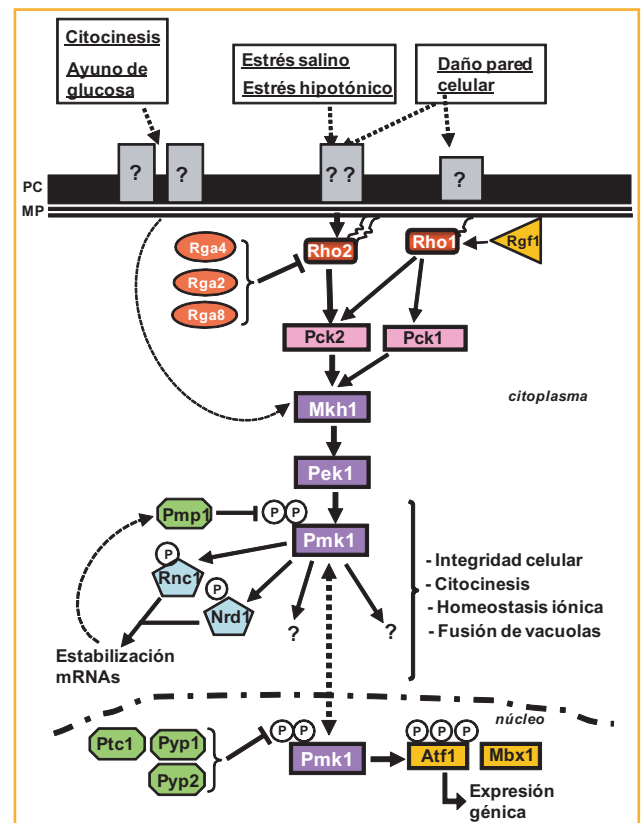 Citocinesis
Ayuno de
glucosa
Estrés salino
Estrés hipotónico
Daño pared
celular
?
?
? ?
?
PC
MP
Rga4
Rga2
Rga8
Rho2
Rho1
Rgf1
Pck2
Pck1
Mkh1
citoplasma
Pek1
Pmp1
P
P
Pmk1
P
Rnc1
P
Nrd1
?
?
- Integridad celular
- Citocinesis
- Homeostasis iónica
- Fusión de vacuolas
Estabilización
mRNAs
núcleo
Ptc1
Pyp1
Pyp2
P
P
Pmk1
P
P
P
Atf1
Mbx1
Expresión
génica